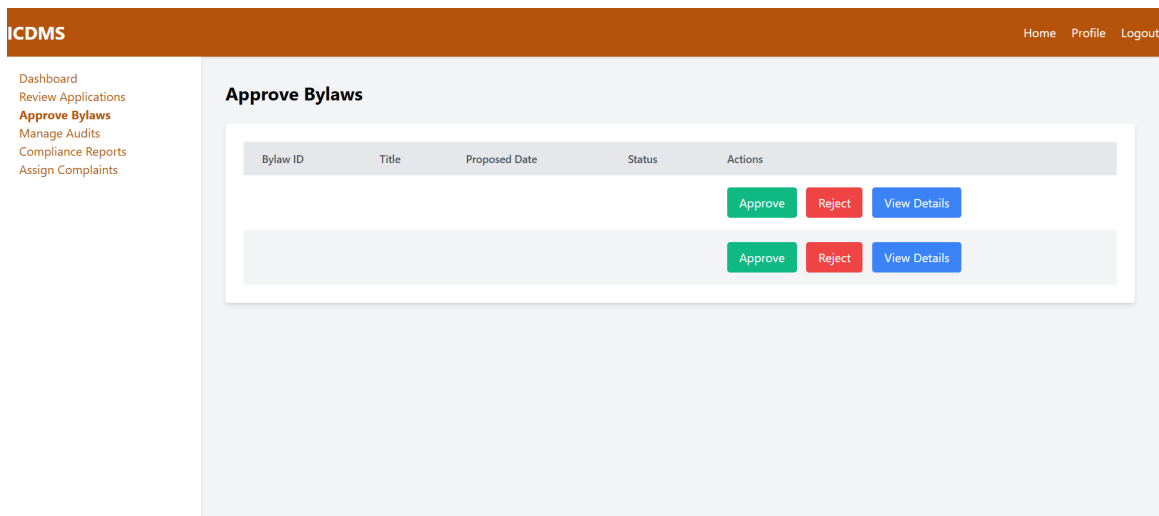 ICDMS
Home Profile Logout
Dashboard
Review Applications
Approve Bylaws
Manage Audits
Compliance Reports
Assign Complaints
Approve Bylaws
Bylaw ID Title Proposed Date Status Actions
Approve Reject View Details
Approve Reject View Details